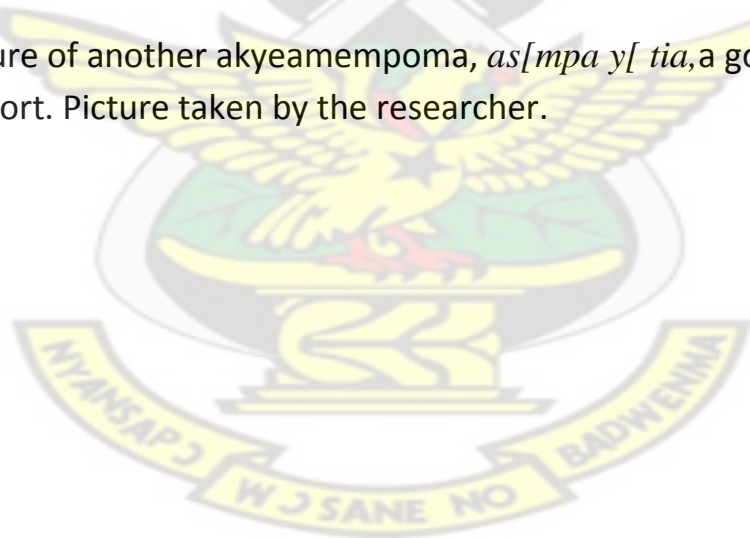 ure of another akyeamempoma, as[mpa y[ tia,a go
ort. Picture taken by the researcher.
NYANSAPƆ
WƆSANE NO
BADWENMA